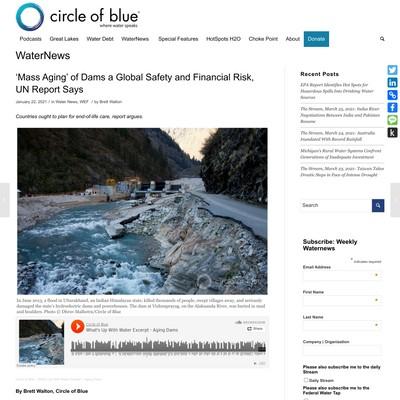 circle of blue
where water speaks
Podcasts Great Lakes Water Debt WaterNews Special Features HotSpots H2O Choke Point About Donate
WaterNews
‘Mass Aging’ of Dams a Global Safety and Financial Risk,
UN Report Says
January 22, 2021 / in Water News, WEF / by Brett Walton
Countries ought to plan for end-of-life care, report argues.
In June 2013, a flood in Uttarakhand, an Indian Himalayan state, killed thousands of people, swept villages away, and seriously
damaged the state's hydroelectric dams and powerhouses. The dam at Vishnuprayag, on the Alaknanda River, was buried in mud
and boulders. Photo © Dhruv Malhotra/Circle of Blue
Circle of Blue
What's Up With Water Excerpt - Aging Dams
SOUNDCLOUD
Share
Cookie policy
By Brett Walton, Circle of Blue
Recent Posts
EPA Report Identifies Hot Spots for
Hazardous Spills Into Drinking Water
Sources
The Stream, March 25, 2021: India River
Negotiations Between India and Pakistan
Resume
The Stream, March 24, 2021: Australia
Inundated With Record Rainfall
Michigan's Rural Water Systems Confront
Generations of Inadequate Investment
The Stream, March 23, 2021: Taiwan Takes
Drastic Steps in Face of Intense Drought
Search
Subscribe: Weekly
Waternews
* indicates required
Email Address *
First Name *
Last Name *
Company | Organization
Please also subscribe me to the daily
Stream
Daily Stream
Please also subscribe me to the
Federal Water Tap